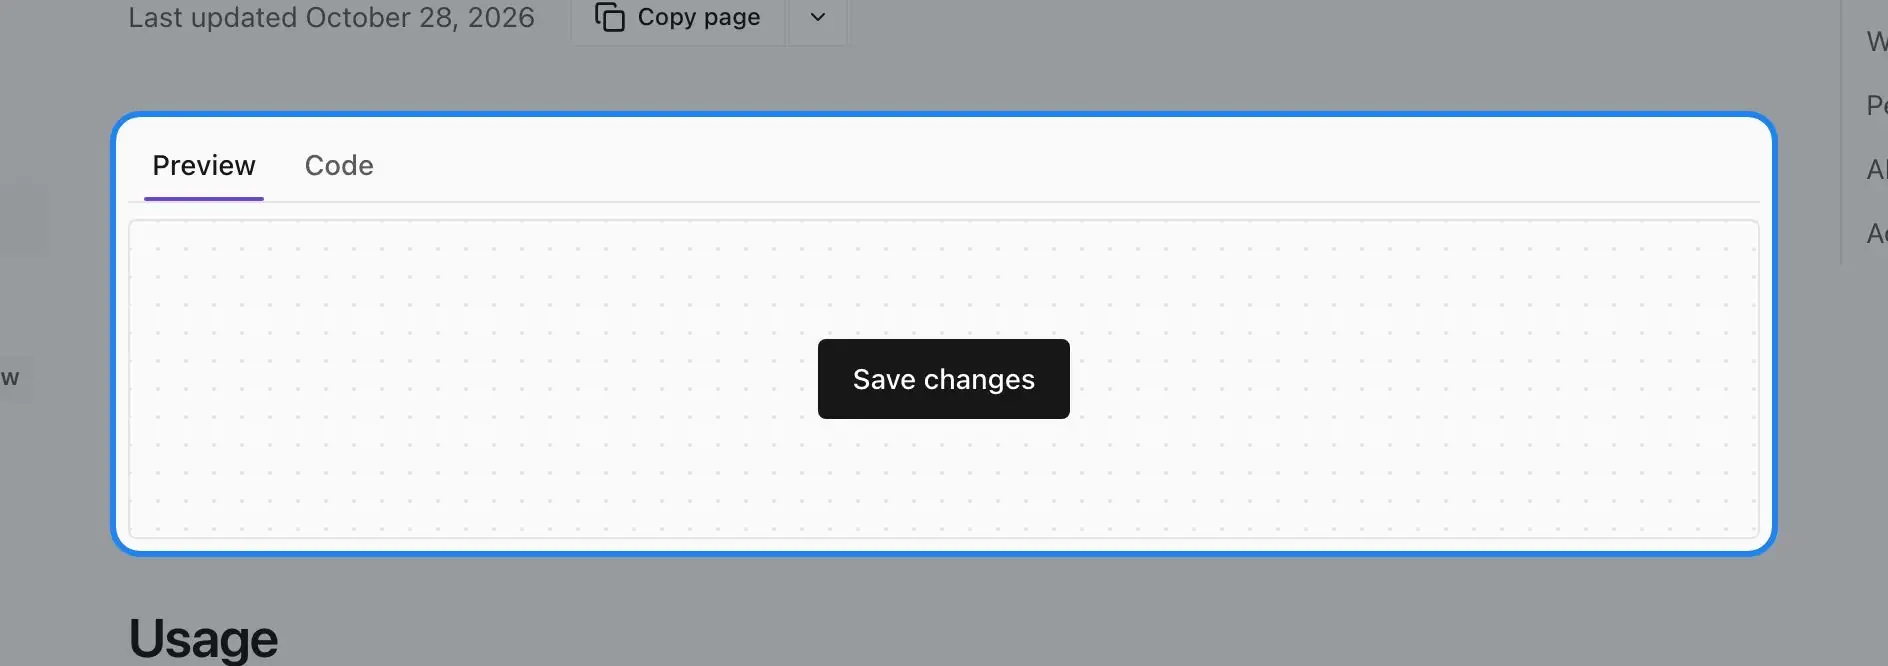 Last updated October 28, 2026
Copy page
Preview
Code
Save changes
Usage